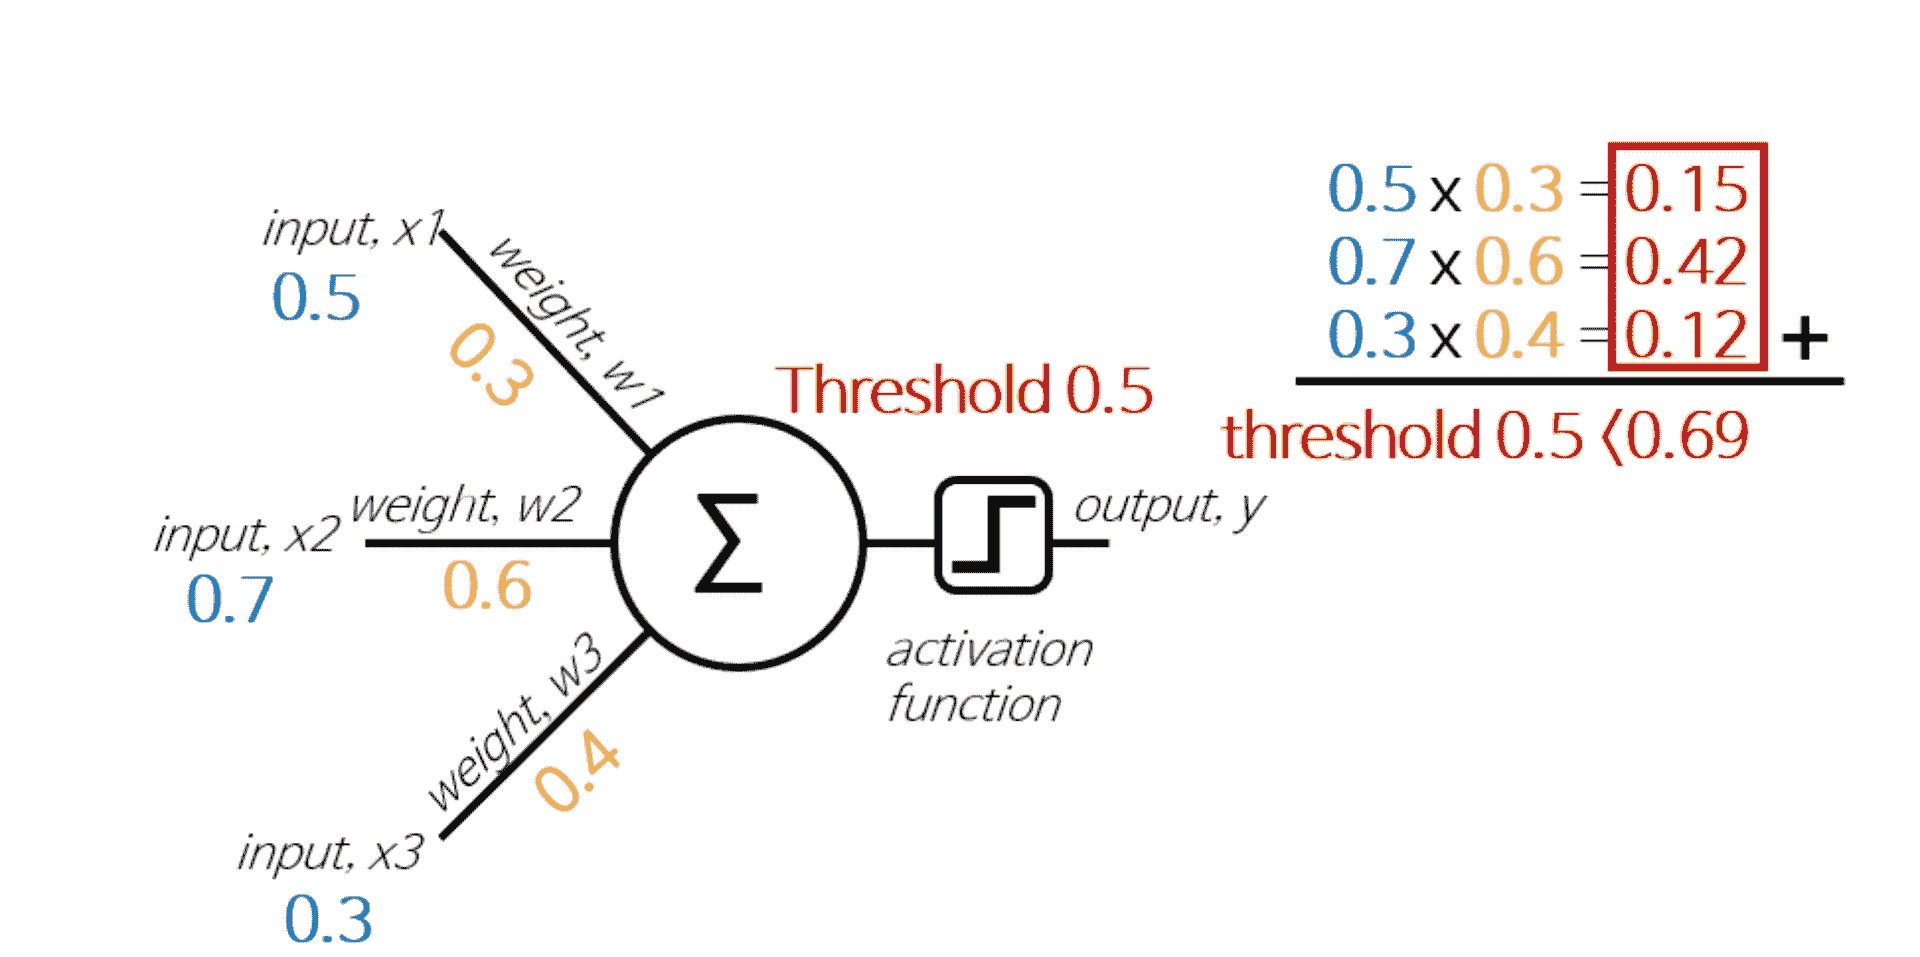 input, x1
0.5
weight, w1
0.3
input, x2
0.7
weight, w2
0.6
input, x3
0.3
weight, w3
0.4
Σ
Threshold 0.5
activation
function
output, y
0.5 x 0.3 = 0.15
0.7 x 0.6 = 0.42
0.3 x 0.4 = 0.12 +
threshold 0.5 〈0.69